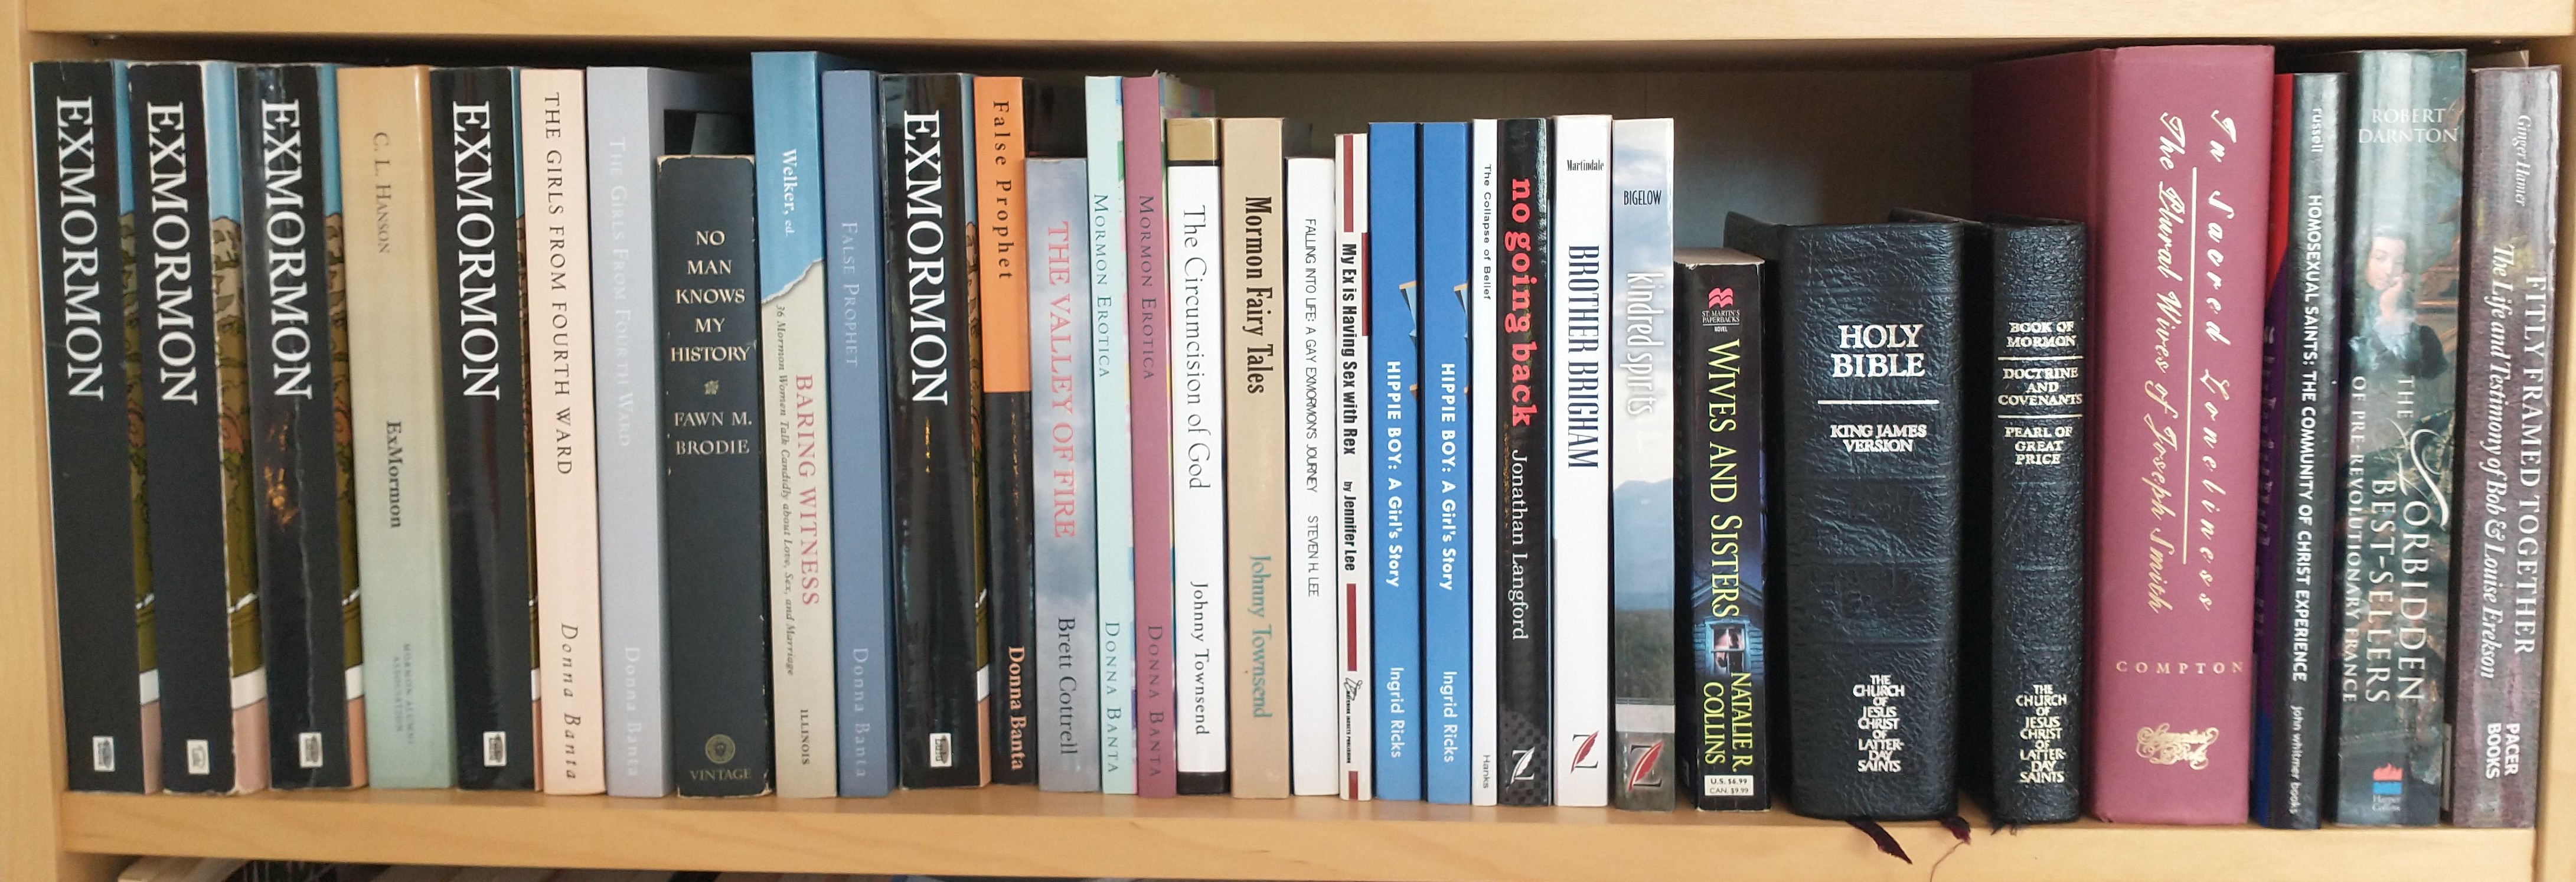 EXMORMON
EXMORMON
EXMORMON
C. L. HANSON
ExMormon
MORMON ALUMNI
ASSOCIATION
EXMORMON
THE GIRLS FROM FOURTH WARD
Donna Banta
THE GIRLS FROM FOURTH WARD
Donna Banta
NO
MAN
KNOWS
MY
HISTORY
FAWN M.
BRODIE
VINTAGE
Welker, ed.
BARING WITNESS
36 Mormon Women Talk Candidly about Love, Sex, and Marriage
ILLINOIS
FALSE PROPHET
Donna Banta
EXMORMON
False Prophet
Donna Banta
THE VALLEY OF FIRE
Brett Cottrell
MORMON EROTICA
DONNA BANTA
MORMON EROTICA
DONNA BANTA
The Circumcision of God
Johnny Townsend
Mormon Fairy Tales
Johnny Townsend
FALLING INTO LIFE: A GAY EXMORMON'S JOURNEY
STEVEN H. LEE
My Ex is Having Sex with Rex
by Jennifer Lee
HIPPIE BOY: A Girl's Story
Ingrid Ricks
HIPPIE BOY: A Girl's Story
Ingrid Ricks
The Collapse of Belief
Hanks
no going back
Jonathan Langford
Z
Martindale
BROTHER BRIGHAM
Z
BIGELOW
kindred spirits
Z
ST. MARTIN'S
PAPERBACKS
NOVEL
WIVES AND SISTERS
NATALIE R
COLLINS
U.S. $6.99
CAN. $9.99
HOLY
BIBLE
KING JAMES
VERSION
THE
CHURCH
OF
JESUS
CHRIST
OF
LATTER-
DAY
SAINTS
BOOK OF
MORMON
DOCTRINE
AND
COVENANTS
PEARL OF
GREAT
PRICE
THE
CHURCH
OF
JESUS
CHRIST
OF
LATTER-
DAY
SAINTS
In Sacred Loneliness
The Plural Wives of Joseph Smith
COMPTON
russell
HOMOSEXUAL SAINTS: THE COMMUNITY OF CHRIST EXPERIENCE
john whitmer books
ROBERT
DARNTON
THE FORBIDDEN
BEST-SELLERS
OF PRE-REVOLUTIONARY FRANCE
Harper
Collins
Ginger Hamer
FITLY FRAMED TOGETHER
The Life and Testimony of Bob & Louise Erekson
PACER
BOOKS